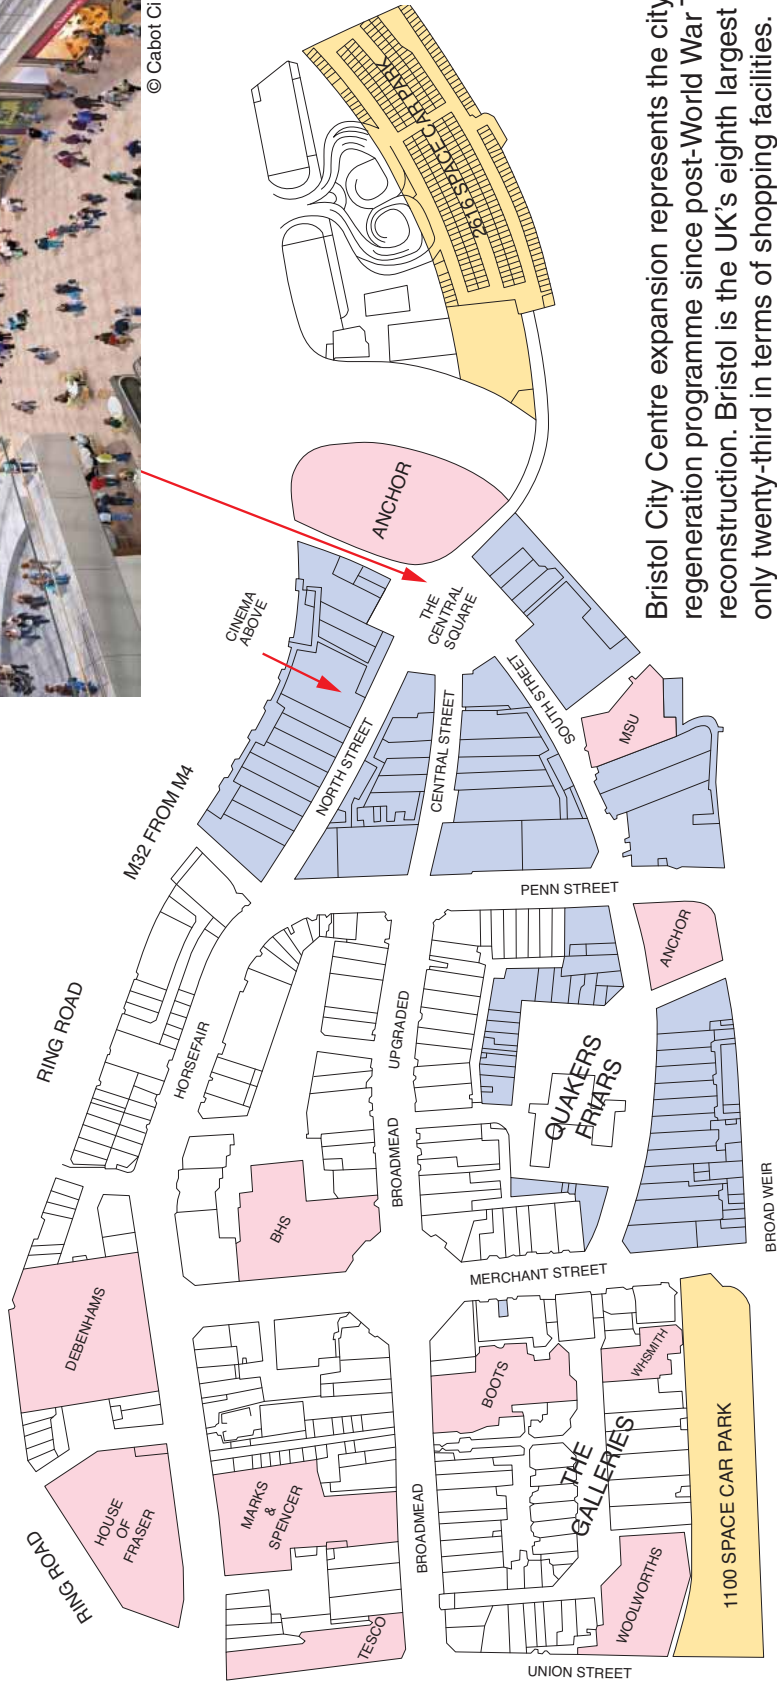 © Cabot Ci
2616 SPACE CAR PARK
ANCHOR
CINEMA
ABOVE
THE
CENTRAL
SQUARE
M32 FROM M4
NORTH STREET
CENTRAL STREET
SOUTH STREET
MSU
PENN STREET
ANCHOR
RING ROAD
HORSEFAIR
UPGRADED
BROADMEAD
QUAKERS
FRIARS
BHS
BROAD WEIR
MERCHANT STREET
DEBENHAMS
BOOTS
WHSMITH
THE
GALLERIES
1100 SPACE CAR PARK
HOUSE
OF
FRASER
MARKS
&
SPENCER
BROADMEAD
RING ROAD
TESCO
WOOLWORTHS
UNION STREET
Bristol City Centre expansion represents the city
regeneration programme since post-World War
reconstruction. Bristol is the UK's eighth largest
only twenty-third in terms of shopping facilities.